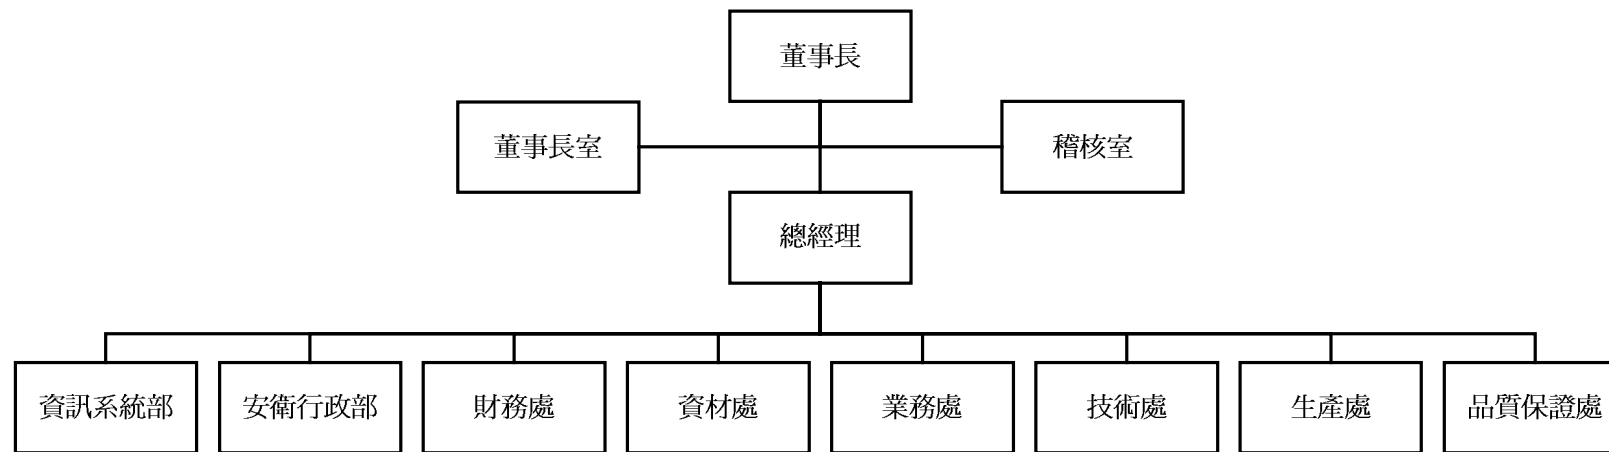 董事長
董事長室
稽核室
總經理
資訊系統部
安衛行政部
財務處
資材處
業務處
技術處
生產處
品質保證處